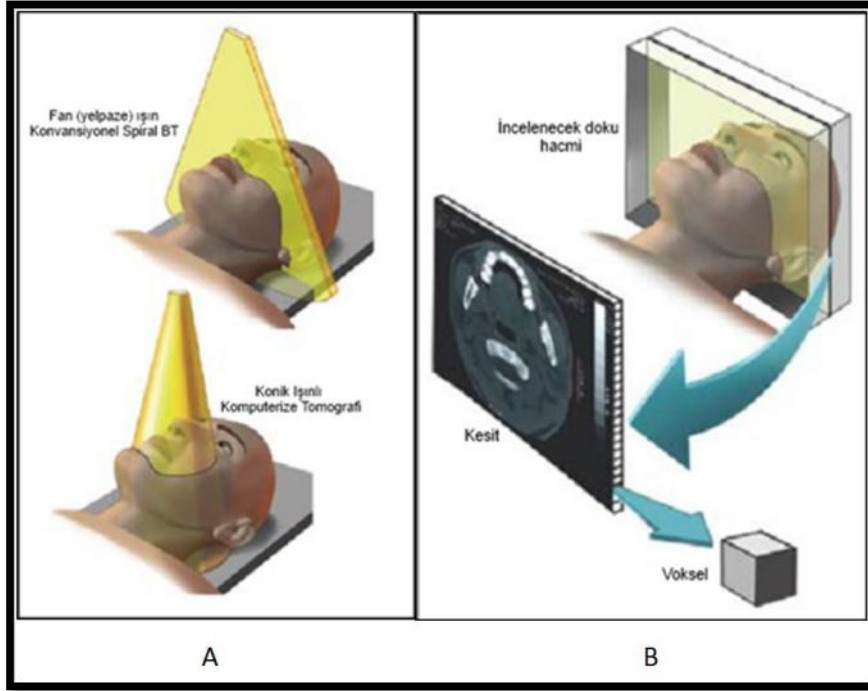 Fan (yelpaze) ışın
Konvansiyonel Spiral BT
Konik Işınlı
Komputerize Tomografi
A
İncelenecek doku
hacmi
Kesit
Voksel
B